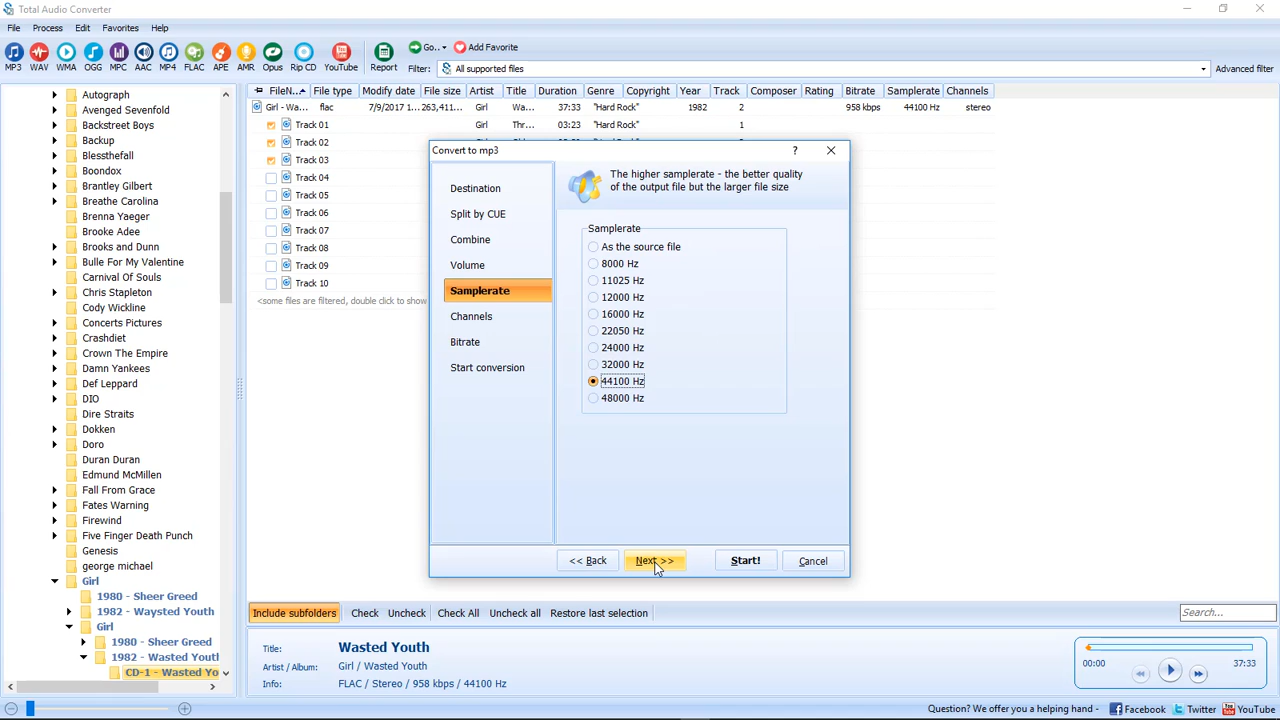 Total Audio Converter
File Process Edit Favorites Help
Go.. Add Favorite
MP3 WAV WMA OGG MPC AAC MP4 FLAC APE AMR Opus Rip CD YouTube Report
Filter: All supported files Advanced filter
FileN... File type Modify date File size Artist Title Duration Genre Copyright Year Track Composer Rating Bitrate Samplerate Channels
Girl - Wa... flac 7/9/2017 1... 263,411... Girl Wa... 37:33 "Hard Rock" 1982 2 958 kbps 44100 Hz stereo
Track 01 Girl Thr... 03:23 "Hard Rock" 1
Track 02
Track 03
Track 04
Track 05
Track 06
Track 07
Track 08
Track 09
Track 10
<some files are filtered, double click to show
Autograph
Avenged Sevenfold
Backstreet Boys
Backup
Blessthefall
Boondox
Brantley Gilbert
Breathe Carolina
Brenna Yaeger
Brooke Adee
Brooks and Dunn
Bulle For My Valentine
Carnival Of Souls
Chris Stapleton
Cody Wickline
Concerts Pictures
Crashdiet
Crown The Empire
Damn Yankees
Def Leppard
DIO
Dire Straits
Dokken
Doro
Duran Duran
Edmund McMillen
Fall From Grace
Fates Warning
Firewind
Five Finger Death Punch
Genesis
george michael
Girl
1980 - Sheer Greed
1982 - Waysted Youth
Girl
1980 - Sheer Greed
1982 - Wasted Youth
CD-1 - Wasted Yo
Convert to mp3 ?
Destination
Split by CUE
Combine
Volume
Samplerate
Channels
Bitrate
Start conversion
The higher samplerate - the better quality
of the output file but the larger file size
Samplerate
As the source file
8000 Hz
11025 Hz
12000 Hz
16000 Hz
22050 Hz
24000 Hz
32000 Hz
44100 Hz
48000 Hz
<< Back Next >> Start! Cancel
Include subfolders Check Uncheck Check All Uncheck all Restore last selection Search...
Title: Wasted Youth
Artist / Album: Girl / Wasted Youth
Info: FLAC / Stereo / 958 kbps / 44100 Hz
00:00 37:33
Question? We offer you a helping hand - Facebook Twitter YouTube